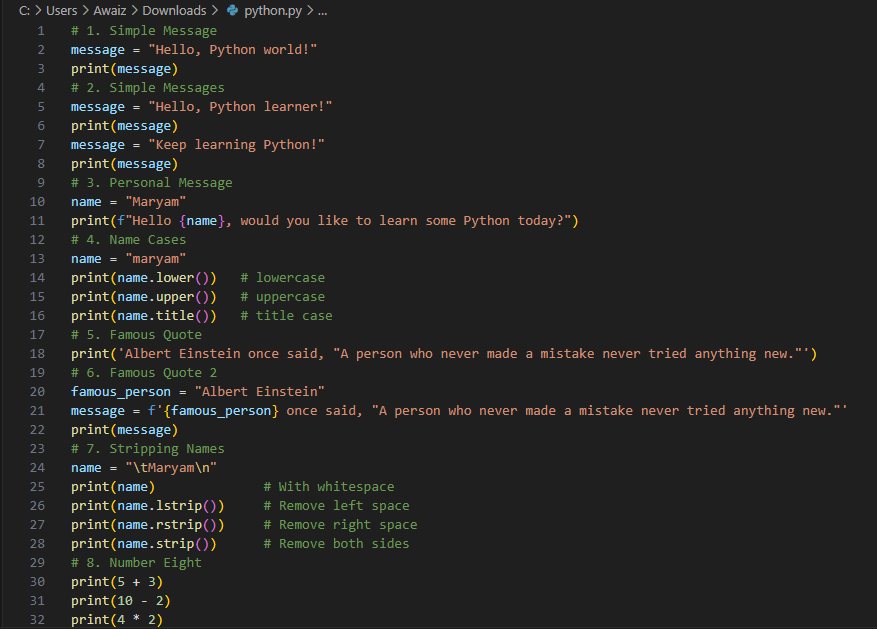 C: > Users > Awaiz > Downloads > python.py > ...
1 # 1. Simple Message
2 message = "Hello, Python world!"
3 print(message)
4 # 2. Simple Messages
5 message = "Hello, Python learner!"
6 print(message)
7 message = "Keep learning Python!"
8 print(message)
9 # 3. Personal Message
10 name = "Maryam"
11 print(f"Hello {name}, would you like to learn some Python today?")
12 # 4. Name Cases
13 name = "maryam"
14 print(name.lower())   # lowercase
15 print(name.upper())   # uppercase
16 print(name.title())   # title case
17 # 5. Famous Quote
18 print('Albert Einstein once said, "A person who never made a mistake never tried anything new."')
19 # 6. Famous Quote 2
20 famous_person = "Albert Einstein"
21 message = f'{famous_person} once said, "A person who never made a mistake never tried anything new."'
22 print(message)
23 # 7. Stripping Names
24 name = "\tMaryam\n"
25 print(name)              # With whitespace
26 print(name.lstrip())     # Remove left space
27 print(name.rstrip())     # Remove right space
28 print(name.strip())      # Remove both sides
29 # 8. Number Eight
30 print(5 + 3)
31 print(10 - 2)
32 print(4 * 2)